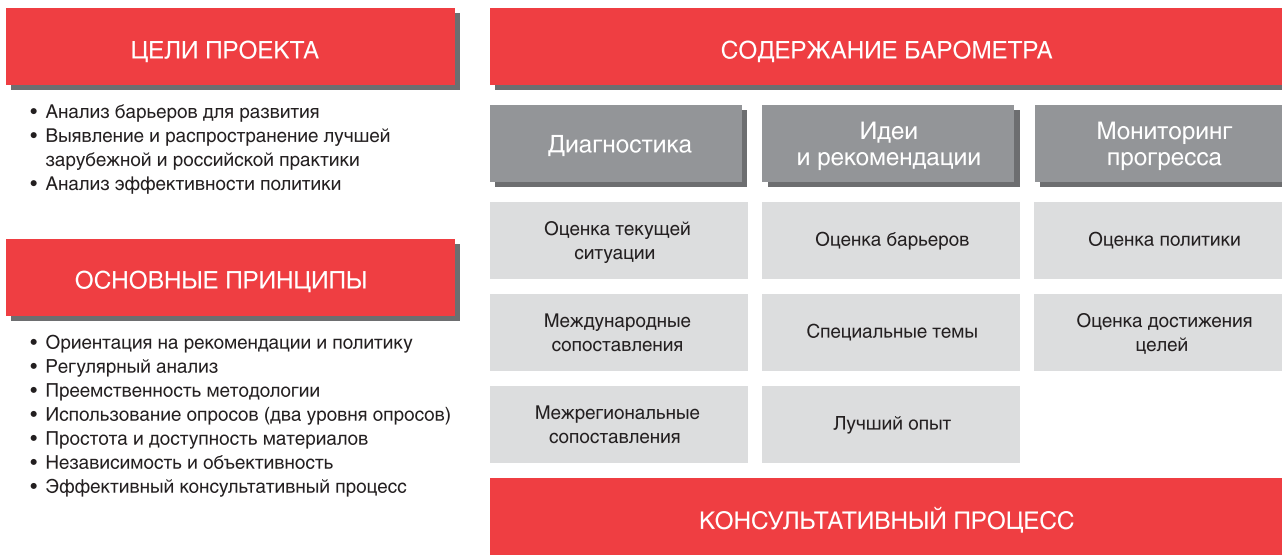 ЦЕЛИ ПРОЕКТА
• Анализ барьеров для развития
• Выявление и распространение лучшей
зарубежной и российской практики
• Анализ эффективности политики
ОСНОВНЫЕ ПРИНЦИПЫ
• Ориентация на рекомендации и политику
• Регулярный анализ
• Преемственность методологии
• Использование опросов (два уровня опросов)
• Простота и доступность материалов
• Независимость и объективность
• Эффективный консультативный процесс
СОДЕРЖАНИЕ БАРОМЕТРА
Диагностика
Оценка текущей
ситуации
Международные
сопоставления
Межрегиональные
сопоставления
Идеи
и рекомендации
Оценка барьеров
Специальные темы
Лучший опыт
Мониторинг
прогресса
Оценка политики
Оценка достижения
целей
КОНСУЛЬТАТИВНЫЙ ПРОЦЕСС